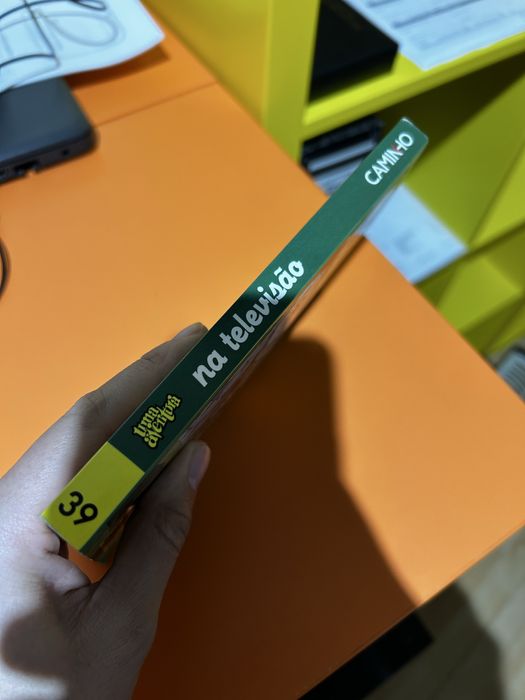 39
uma
aventura
na televisão
CAMINHO